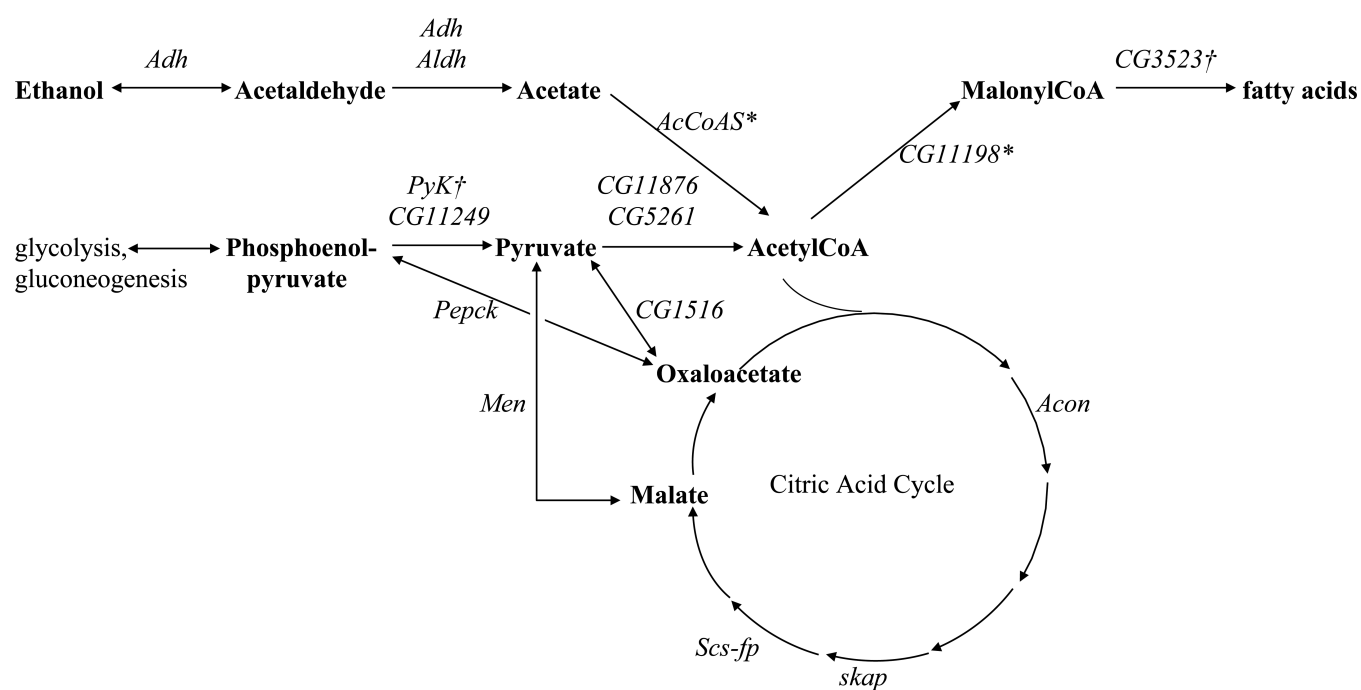 Adh
Adh
Aldh
CG3523†
Ethanol
Acetaldehyde
Acetate
MalonylCoA
fatty acids
AcCoAS*
CG11198*
PyK†
CG11249
CG11876
CG5261
glycolysis,
gluconeogenesis
Phosphoenol-
pyruvate
Pyruvate
AcetylCoA
Pepck
CG1516
Oxaloacetate
Men
Acon
Malate
Citric Acid Cycle
Scs-fp
skap